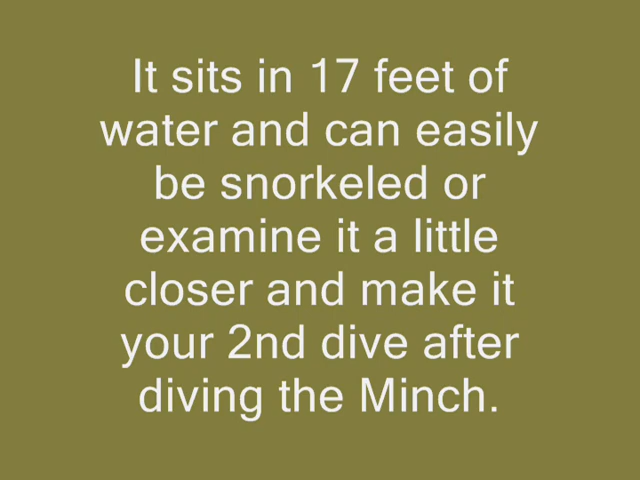 It sits in 17 feet of
water and can easily
be snorkeled or
examine it a little
closer and make it
your 2nd dive after
diving the Minch.